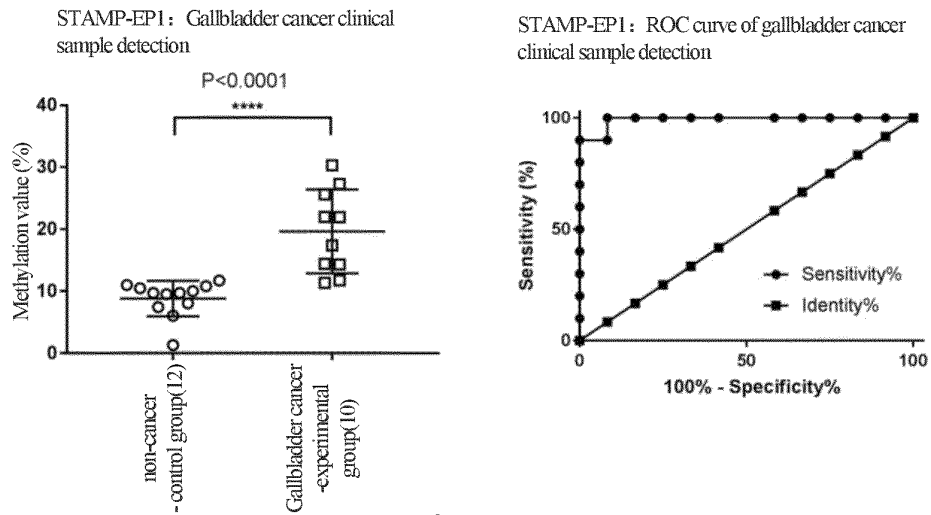 STAMP-EP1: Gallbladder cancer clinical
sample detection
P<0.0001
****
40
30
20
10
0
Methylation value (%)
non-cancer
- control group(12)
Gallbladder cancer
-experimental
group(10)
STAMP-EP1: ROC curve of gallbladder cancer
clinical sample detection
100
50
0
Sensitivity (%)
Sensitivity%
Identity%
0
50
100
100% - Specificity%